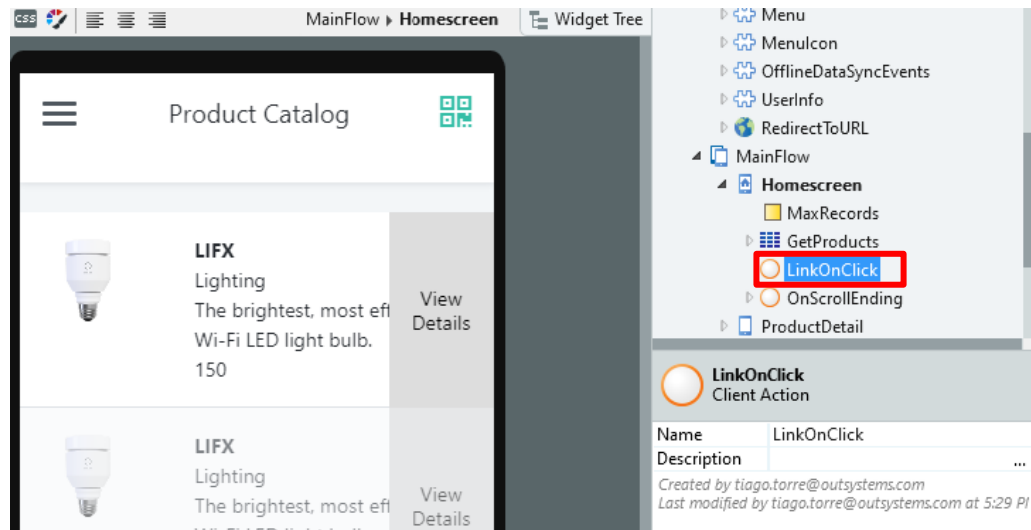 css
MainFlow Homescreen
Widget Tree
Product Catalog
LIFX
Lighting
The brightest, most eff
Wi-Fi LED light bulb.
150
View
Details
LIFX
Lighting
The brightest, most eff
View
Details
Menu
MenuIcon
OfflineDataSyncEvents
UserInfo
RedirectToURL
MainFlow
Homescreen
MaxRecords
GetProducts
LinkOnClick
OnScrollEnding
ProductDetail
LinkOnClick
Client Action
Name LinkOnClick
Description ...
Created by tiago.torre@outsystems.com
Last modified by tiago.torre@outsystems.com at 5:29 P